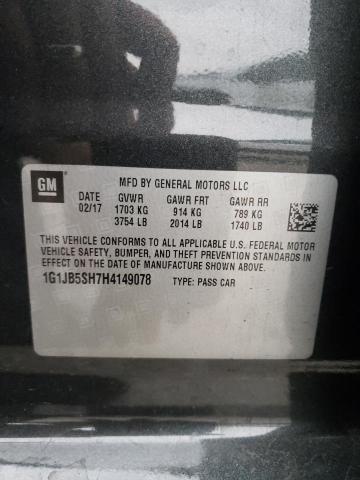 GM
MFD BY GENERAL MOTORS LLC
DATE GVWR GAWR FRT GAWR RR
02/17 1703 KG 914 KG 789 KG
3754 LB 2014 LB 1740 LB
THIS VEHICLE CONFORMS TO ALL APPLICABLE U.S. FEDERAL MOTOR
VEHICLE SAFETY, BUMPER, AND THEFT PREVENTION STANDARDS IN
EFFECT ON THE DATE OF MANUFACTURE SHOWN ABOVE.
1G1JB5SH7H4149078 TYPE: PASS CAR